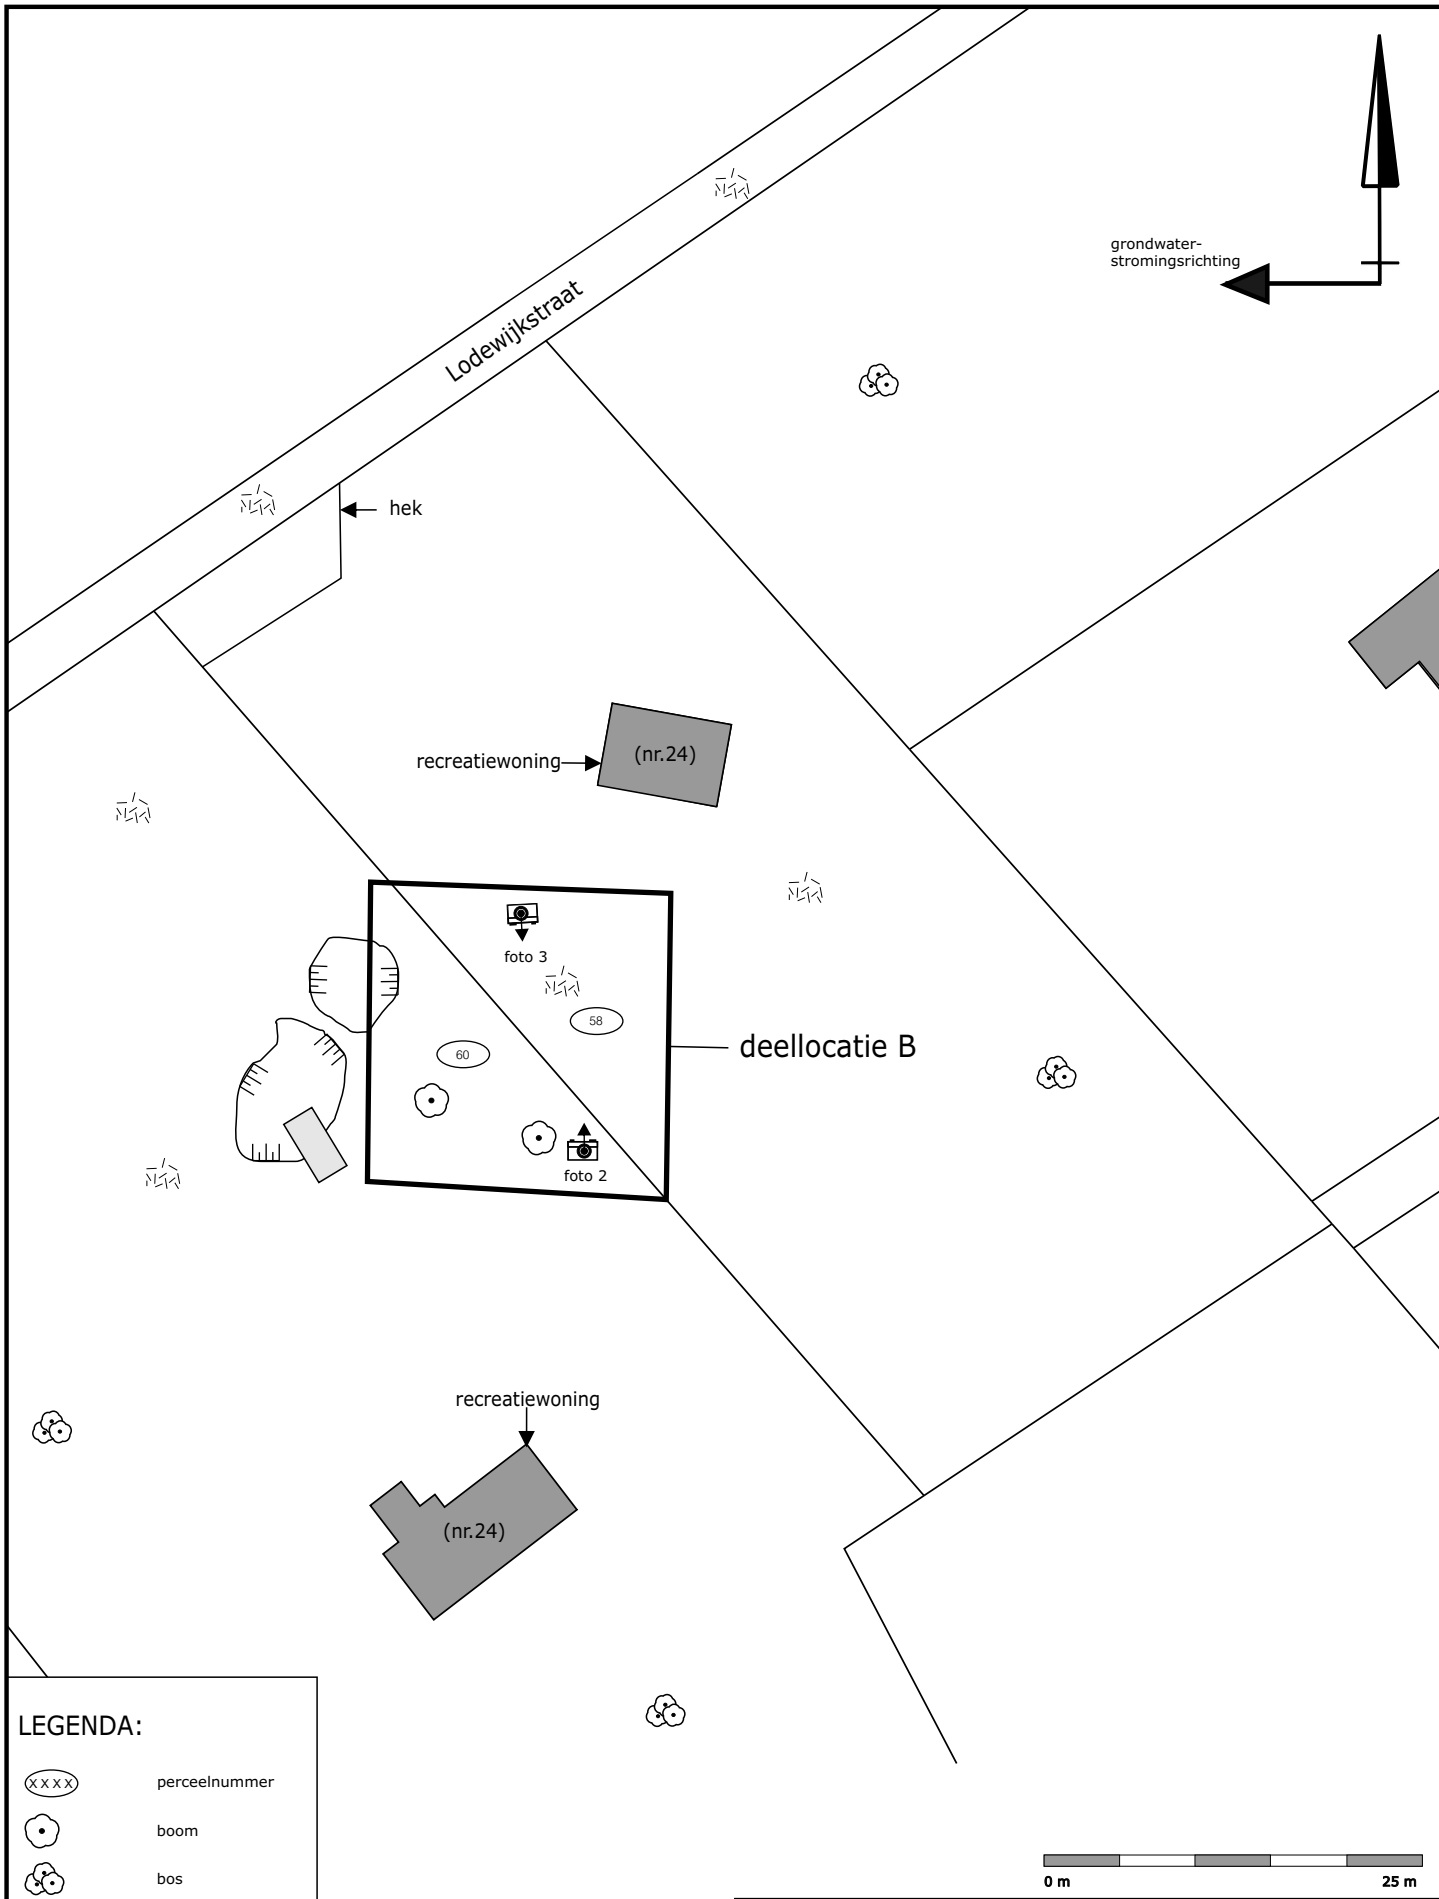 grondwater-
stromingsrichting
Lodewijkstraat
hek
recreatiewoning
(nr.24)
foto 3
58
deellocatie B
60
foto 2
recreatiewoning
(nr.24)
LEGENDA:
XXXX perceelnummer
boom
bos
0 m 25 m